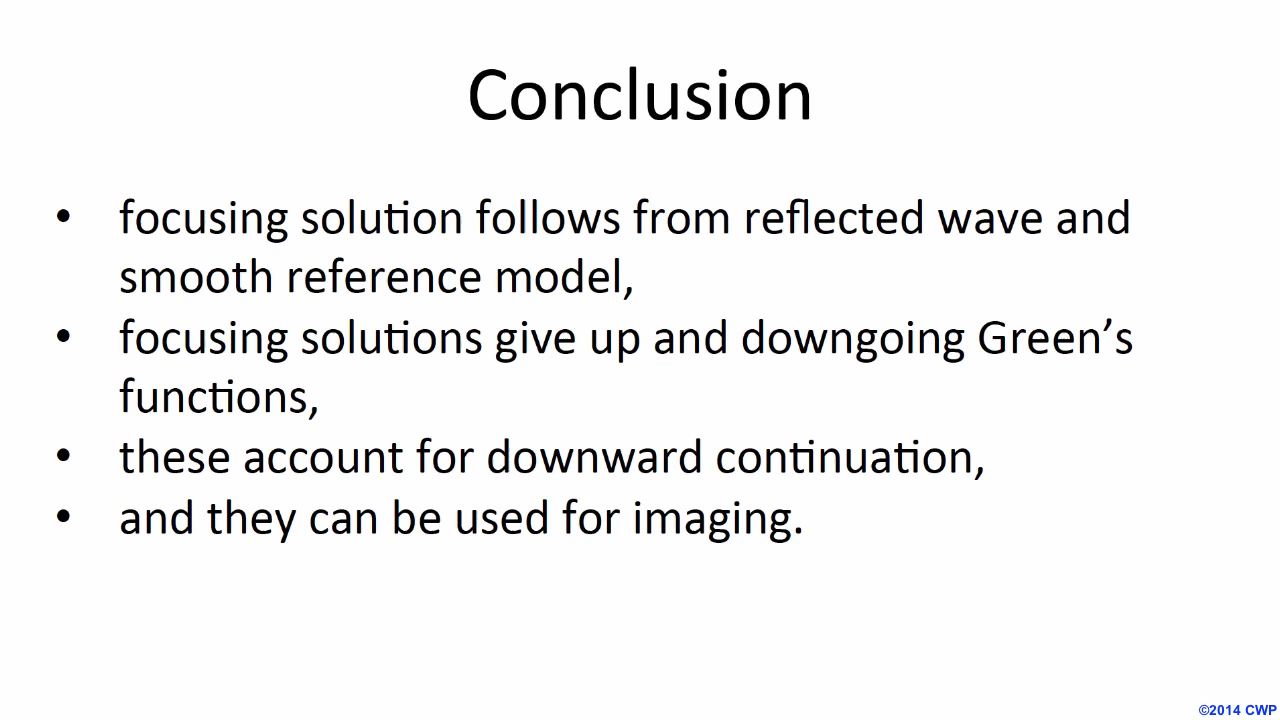 Conclusion
• focusing solution follows from reflected wave and
smooth reference model,
• focusing solutions give up and downgoing Green’s
functions,
• these account for downward continuation,
• and they can be used for imaging.
©2014 CWP